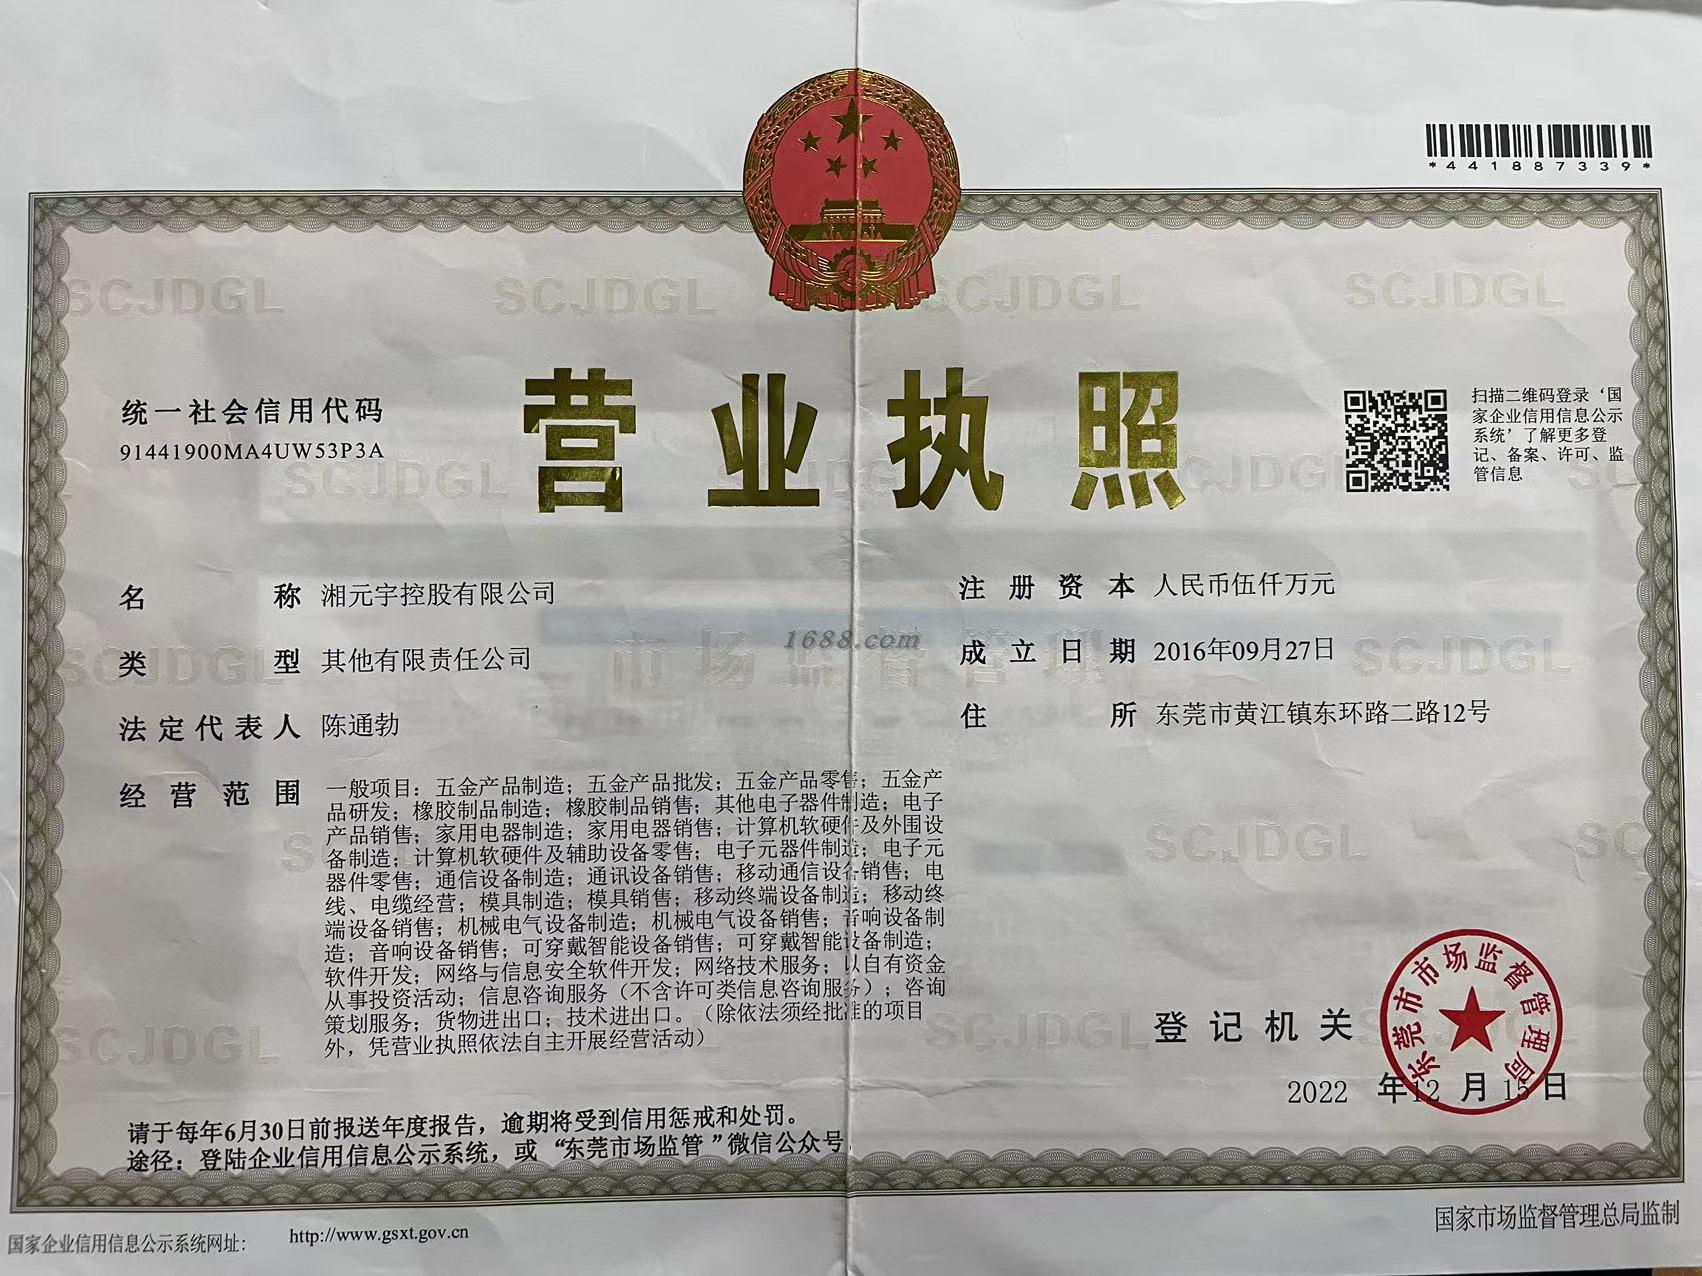 *441887339*
SCJDGL SCJDGL SCJDGL SCJDGL
营业执照
统一社会信用代码
91441900MA4UW53P3A
扫描二维码登录‘国
家企业信用信息公示
系统’了解更多登
记、备案、许可、监
管信息
SCJDGL
名称 湘元宇控股有限公司
类型 其他有限责任公司
法定代表人 陈通勃
注册资本 人民币伍仟万元
成立日期 2016年09月27日
住所 东莞市黄江镇东环路二路12号
1688.com
市场监督管理
SCJDGL SCJDGL
经营范围 一般项目：五金产品制造；五金产品批发；五金产品零售；五金产
品研发；橡胶制品制造；橡胶制品销售；其他电子器件制造；电子
产品销售；家用电器制造；家用电器销售；计算机软硬件及外围设
备制造；计算机软硬件及辅助设备零售；电子元器件制造；电子元
器件零售；通信设备制造；通讯设备销售；移动通信设备销售；电
线、电缆经营；模具制造；模具销售；移动终端设备制造；移动终
端设备销售；机械电气设备制造；机械电气设备销售；音响设备制
造；音响设备销售；可穿戴智能设备销售；可穿戴智能设备制造；
软件开发；网络与信息安全软件开发；网络技术服务；以自有资金
从事投资活动；信息咨询服务（不含许可类信息咨询服务）；咨询
策划服务；货物进出口；技术进出口。（除依法须经批准的项目
外，凭营业执照依法自主开展经营活动）
SCJDGL
SCJDGL SCJDGL
登记机关
东莞市市场监督管理局
2022 年12 月15日
请于每年6月30日前报送年度报告，逾期将受到信用惩戒和处罚。
途径：登陆企业信用信息公示系统，或“东莞市场监管”微信公众号
国家企业信用信息公示系统网址： http://www.gsxt.gov.cn
国家市场监督管理总局监制